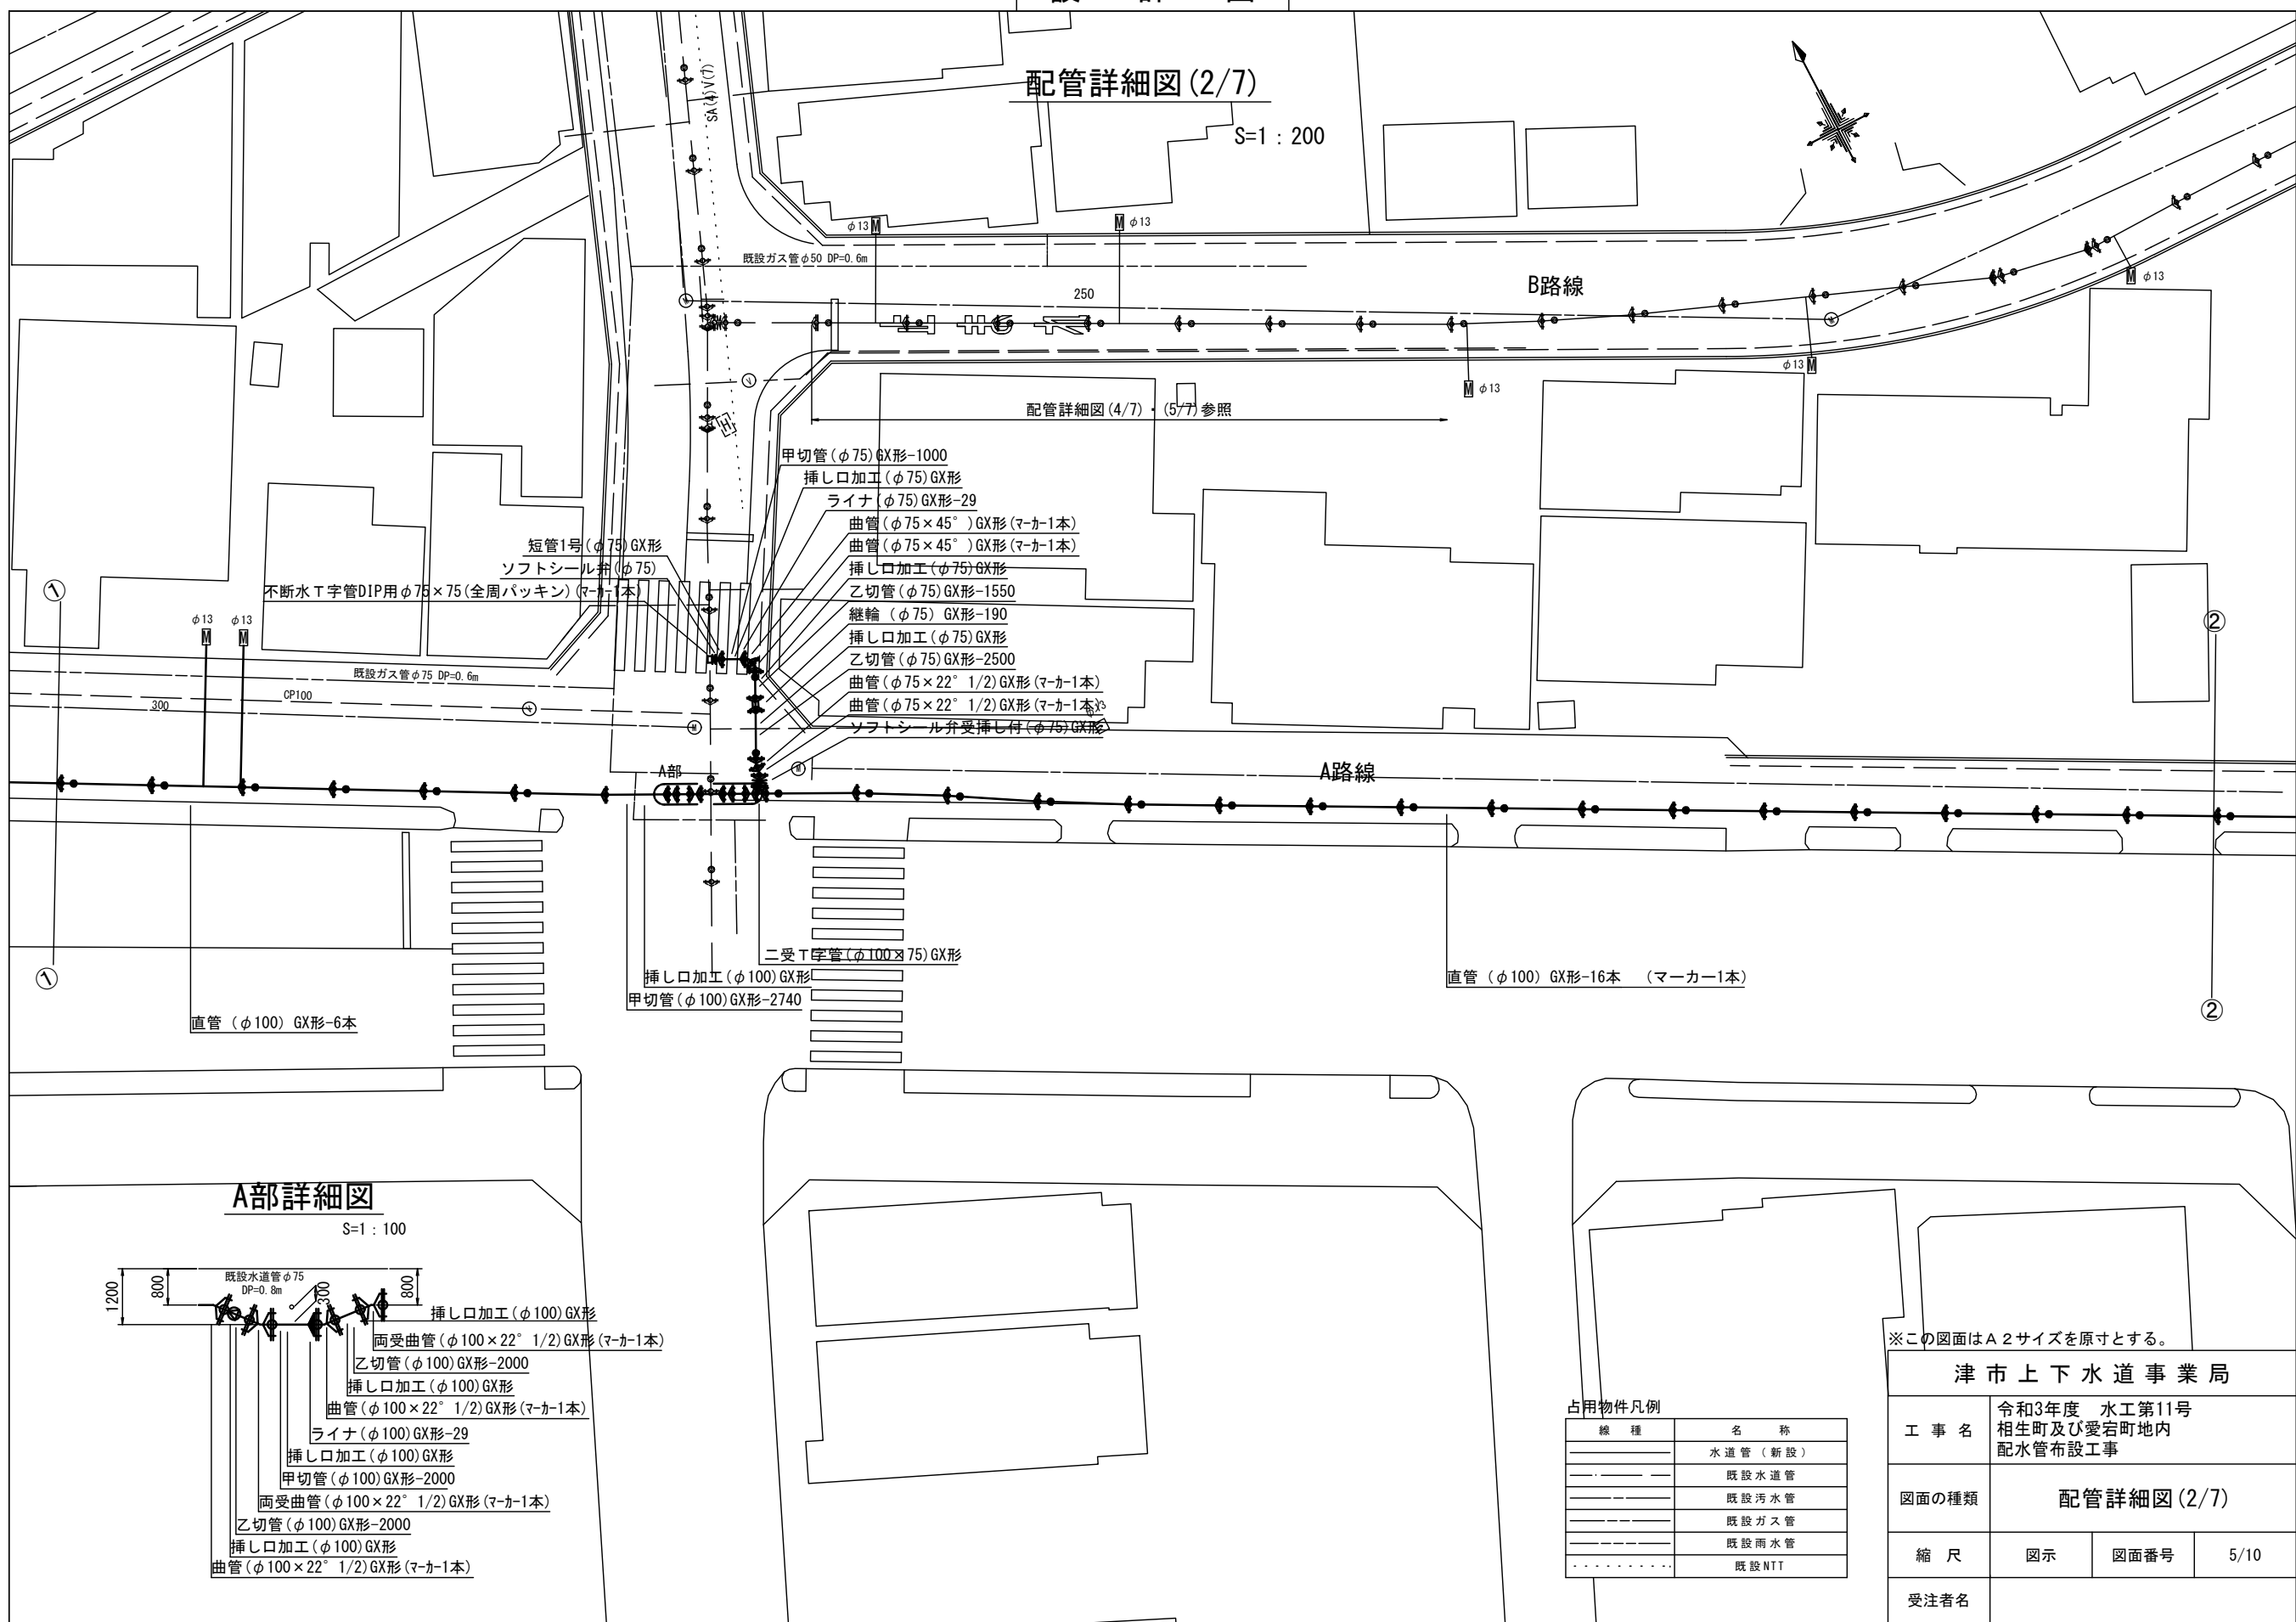 配管詳細図(2/7)
S=1 : 200
SA(4)V(7)
φ13 M
M φ13
既設ガス管φ50 DP=0.6m
250
B路線
M φ13
φ13 M
M φ13
配管詳細図(4/7)・(5/7)参照
甲切管(φ75)GX形-1000
挿し口加工(φ75)GX形
ライナ(φ75)GX形-29
曲管(φ75×45°)GX形(マーカー1本)
曲管(φ75×45°)GX形(マーカー1本)
挿し口加工(φ75)GX形
乙切管(φ75)GX形-1550
継輪(φ75) GX形-190
挿し口加工(φ75)GX形
乙切管(φ75)GX形-2500
曲管(φ75×22° 1/2)GX形(マーカー1本)
曲管(φ75×22° 1/2)GX形(マーカー1本)
ソフトシール弁受挿し付(φ75)GX形
短管1号(φ75)GX形
ソフトシール弁(φ75)
不断水T字管DIP用φ75×75(全周パッキン)(マーカー1本)
H
止まれ
①
φ13
M
φ13
M
既設ガス管φ75 DP=0.6m
CP100
300
M
M
A部
A路線
②
①
直管(φ100) GX形-6本
二受T字管(φ100×75)GX形
挿し口加工(φ100)GX形
甲切管(φ100)GX形-2740
直管(φ100) GX形-16本 (マーカー1本)
②
A部詳細図
S=1 : 100
1200
800
既設水道管φ75
DP=0.8m
300
800
挿し口加工(φ100)GX形
両受曲管(φ100×22° 1/2)GX形(マーカー1本)
乙切管(φ100)GX形-2000
挿し口加工(φ100)GX形
曲管(φ100×22° 1/2)GX形(マーカー1本)
ライナ(φ100)GX形-29
挿し口加工(φ100)GX形
甲切管(φ100)GX形-2000
両受曲管(φ100×22° 1/2)GX形(マーカー1本)
乙切管(φ100)GX形-2000
挿し口加工(φ100)GX形
曲管(φ100×22° 1/2)GX形(マーカー1本)
占用物件凡例
線種 名称
水道管(新設)
既設水道管
既設汚水管
既設ガス管
既設雨水管
既設NTT
※この図面はA2サイズを原寸とする。
津市上下水道事業局
工事名
令和3年度 水工第11号
相生町及び愛宕町地内
配水管布設工事
図面の種類 配管詳細図(2/7)
縮尺 図示 図面番号 5/10
受注者名